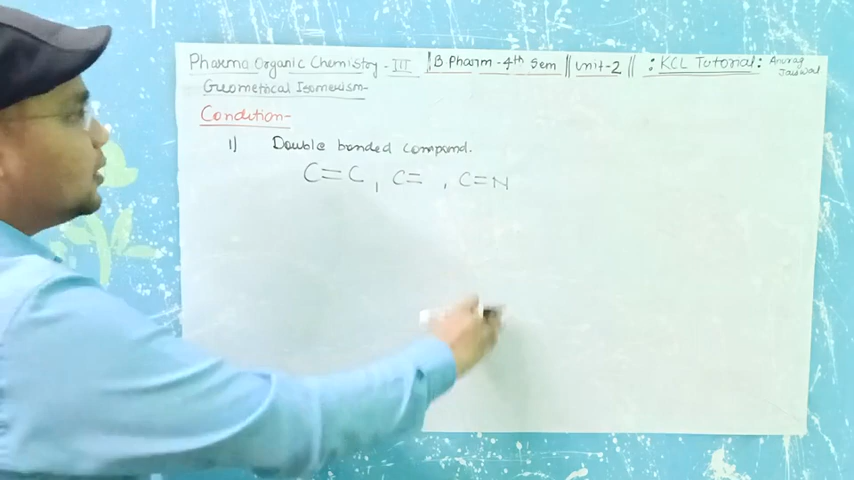 Pharma Organic Chemistry - III | B. Pharm - 4th Sem || Unit-2 || : KCL Tutorial : Anurag Jaiswal
Geometrical Isomerism-
Condition-
1) Double bonded compound.
C=C, C= , C=N